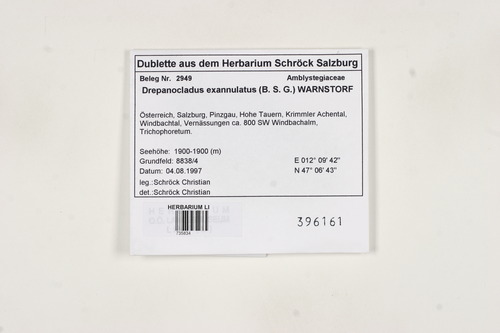 Dublette aus dem Herbarium Schröck Salzburg
Beleg Nr. 2949 Amblystegiaceae
Drepanocladus exannulatus (B. S. G.) WARNSTORF
Österreich, Salzburg, Pinzgau, Hohe Tauern, Krimmler Achental,
Windbachtal, Vernässungen ca. 800 SW Windbachalm,
Trichophoretum.
Seehöhe: 1900-1900 (m)
Grundfeld: 8838/4 E 012° 09' 42"
Datum: 04.08.1997 N 47° 06' 43"
leg.:Schröck Christian
det.:Schröck Christian
HERBARIUM LI
735834
396161